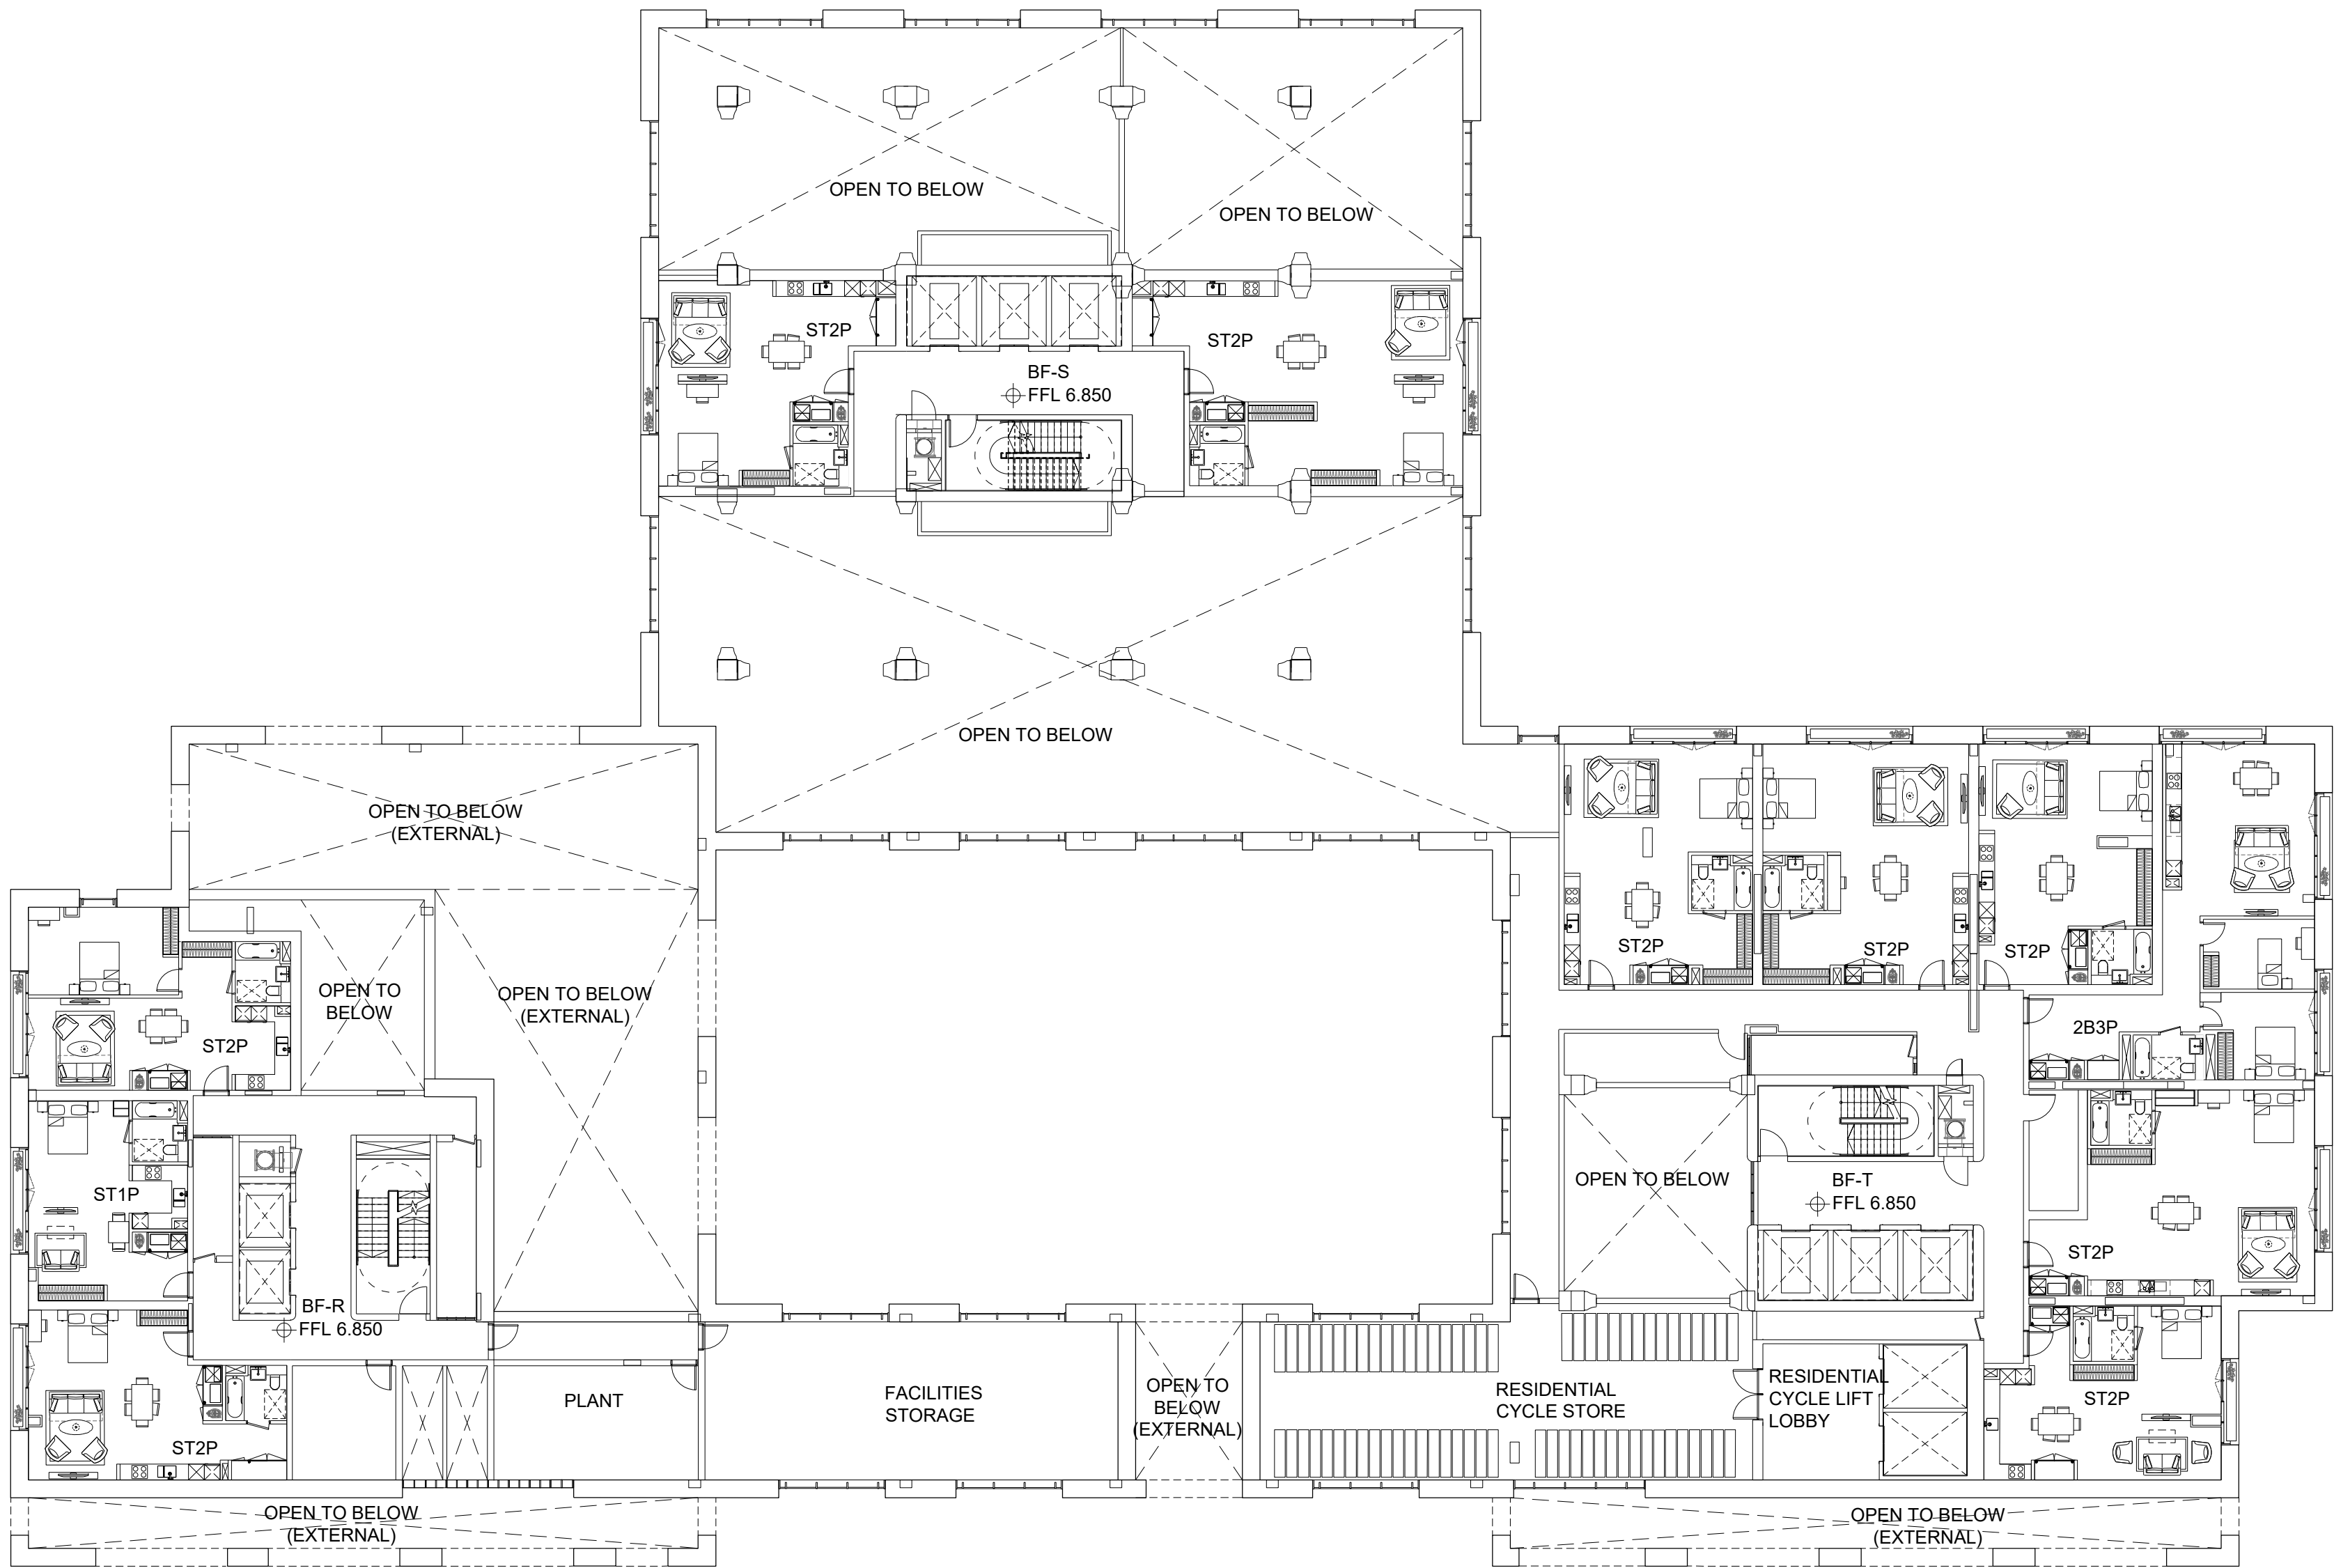 OPEN TO BELOW
OPEN TO BELOW
ST2P
ST2P
BF-S
FFL 6.850
OPEN TO BELOW
OPEN TO BELOW
(EXTERNAL)
ST2P
ST2P
ST2P
OPEN TO
BELOW
OPEN TO BELOW
(EXTERNAL)
ST2P
2B3P
ST1P
OPEN TO BELOW
BF-T
FFL 6.850
ST2P
BF-R
FFL 6.850
PLANT
FACILITIES
STORAGE
OPEN TO
BELOW
(EXTERNAL)
RESIDENTIAL
CYCLE STORE
RESIDENTIAL
CYCLE LIFT
LOBBY
ST2P
ST2P
OPEN TO BELOW
(EXTERNAL)
OPEN TO BELOW
(EXTERNAL)